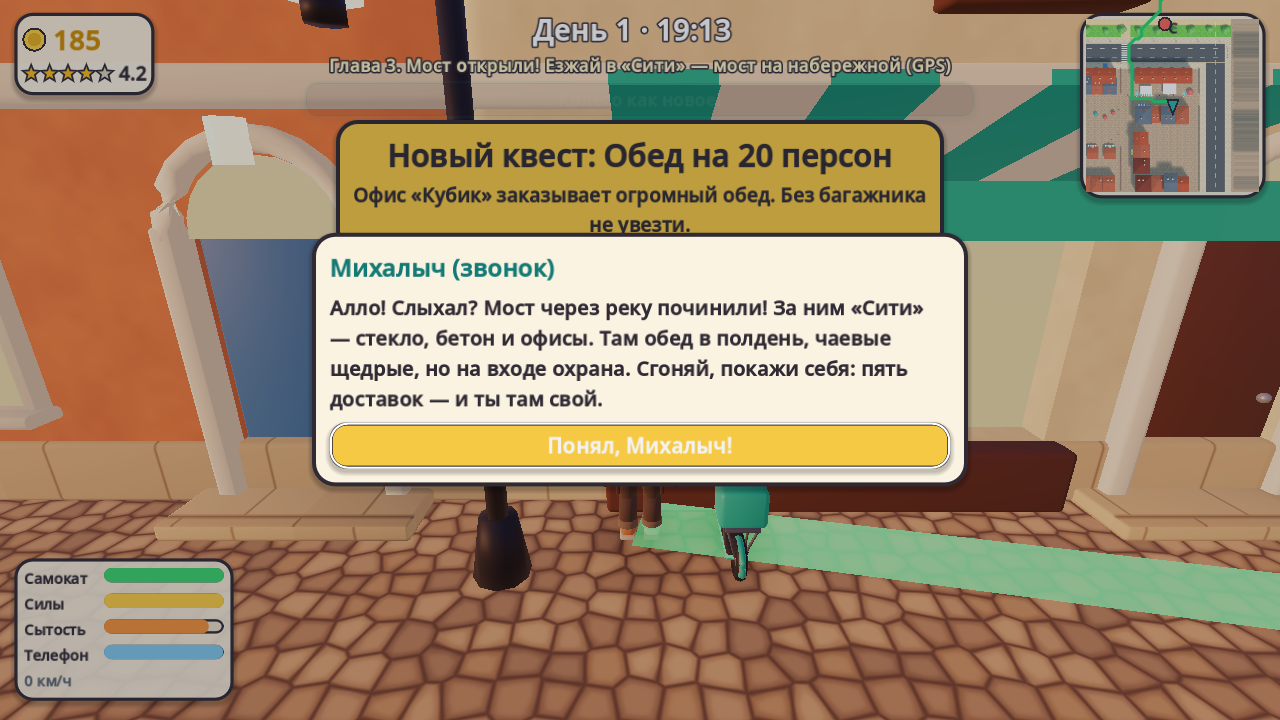 185
4.2
День 1 · 19:13
Глава 3. Мост открыли! Езжай в «Сити» — мост на набережной (GPS)
как новое
Новый квест: Обед на 20 персон
Офис «Кубик» заказывает огромный обед. Без багажника
не увезти.
Михалыч (звонок)
Алло! Слыхал? Мост через реку починили! За ним «Сити»
— стекло, бетон и офисы. Там обед в полдень, чаевые
щедрые, но на входе охрана. Сгоняй, покажи себя: пять
доставок — и ты там свой.
Понял, Михалыч!
Самокат
Силы
Сытость
Телефон
0 км/ч